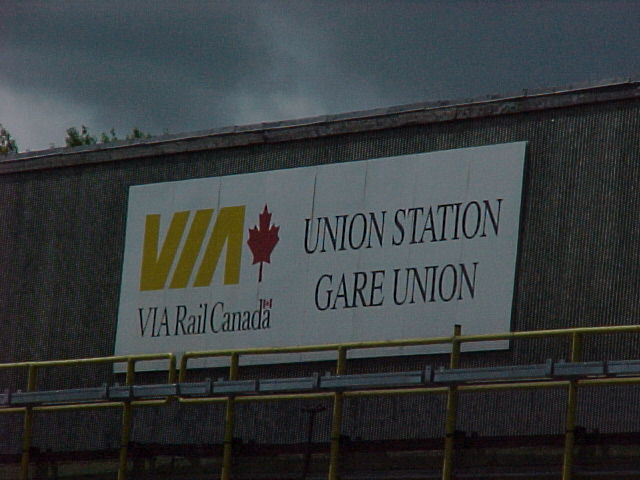 VIA
VIA Rail Canada
UNION STATION
GARE UNION